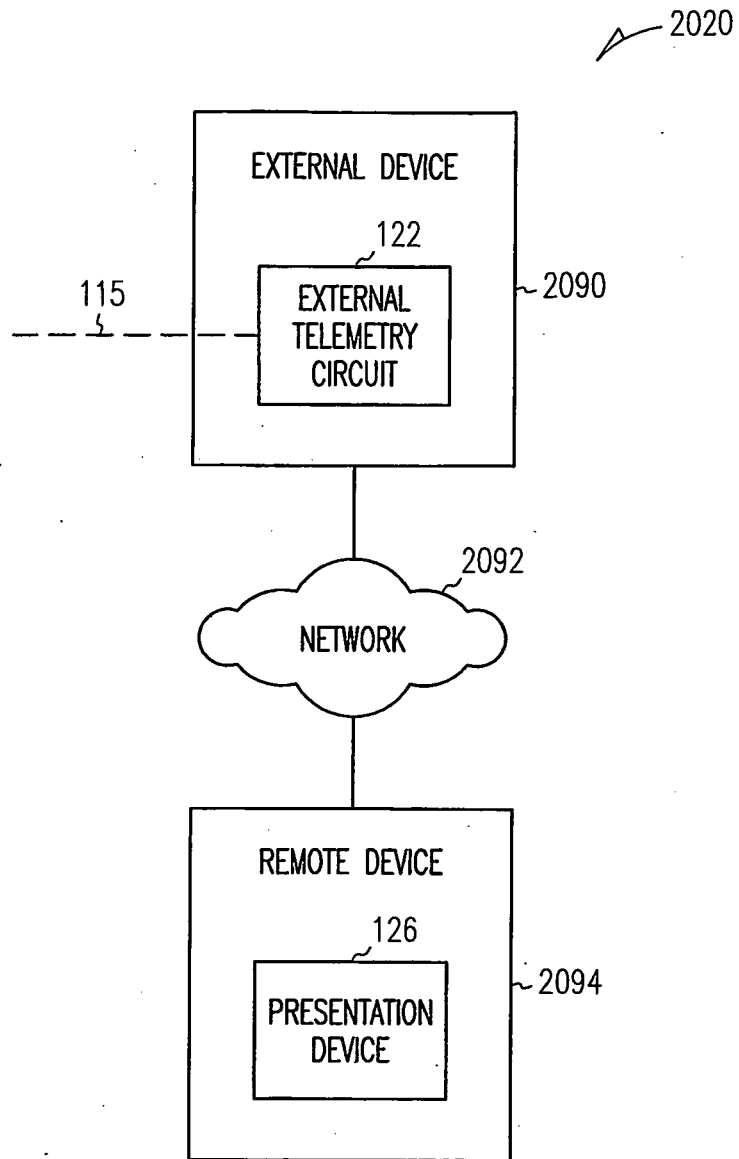 2020
EXTERNAL DEVICE
122
EXTERNAL
TELEMETRY
CIRCUIT
115
2090
2092
NETWORK
REMOTE DEVICE
126
PRESENTATION
DEVICE
2094